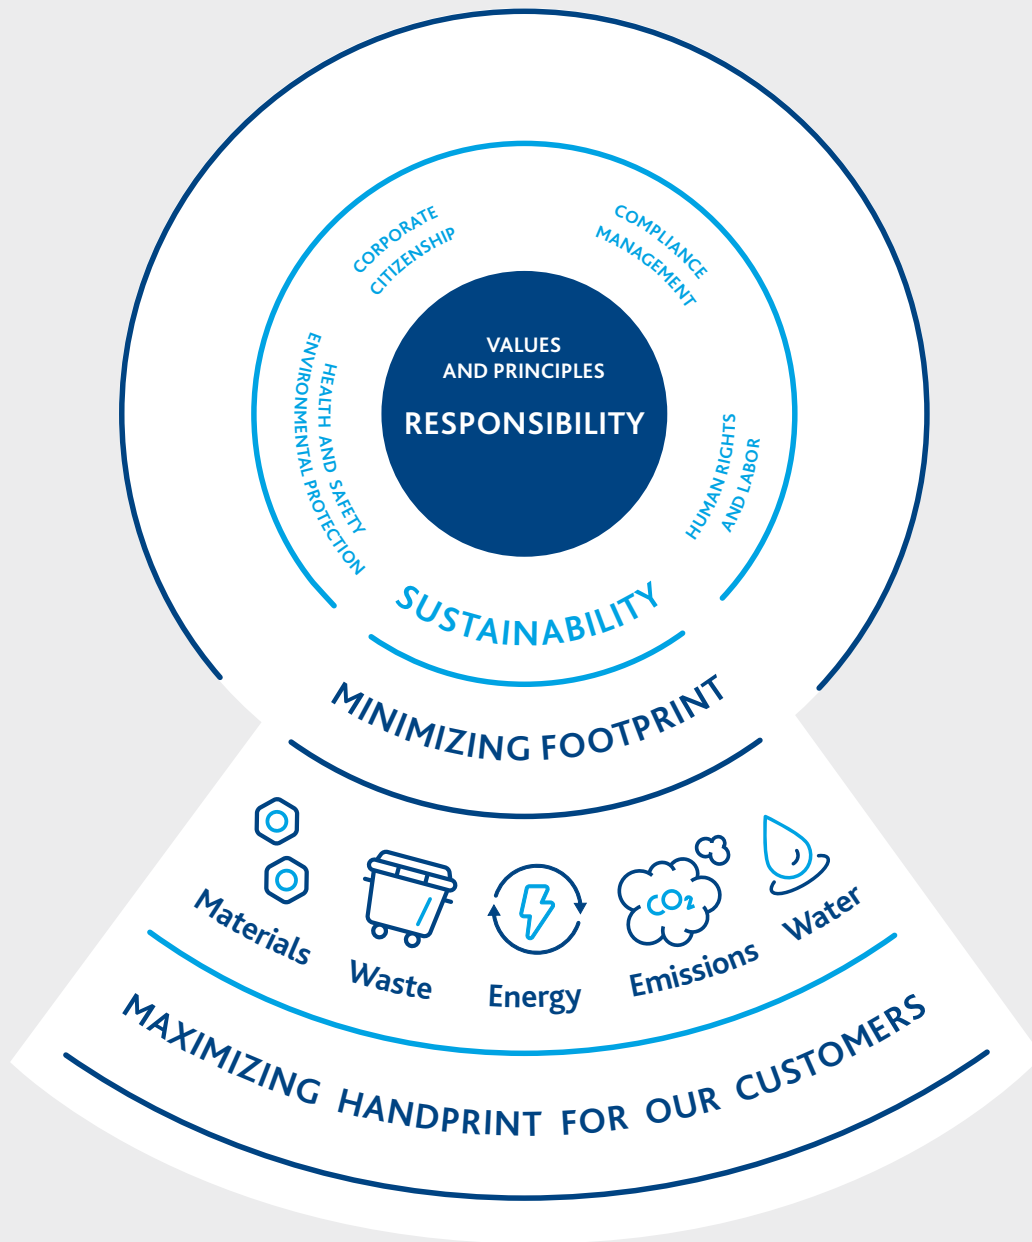 CORPORATE
CITIZENSHIP
COMPLIANCE
MANAGEMENT
VALUES
AND PRINCIPLES
RESPONSIBILITY
HEALTH AND SAFETY
ENVIRONMENTAL PROTECTION
HUMAN RIGHTS
AND LABOR
SUSTAINABILITY
MINIMIZING FOOTPRINT
CO2
Materials
Waste
Energy
Emissions
Water
MAXIMIZING HANDPRINT FOR OUR CUSTOMERS